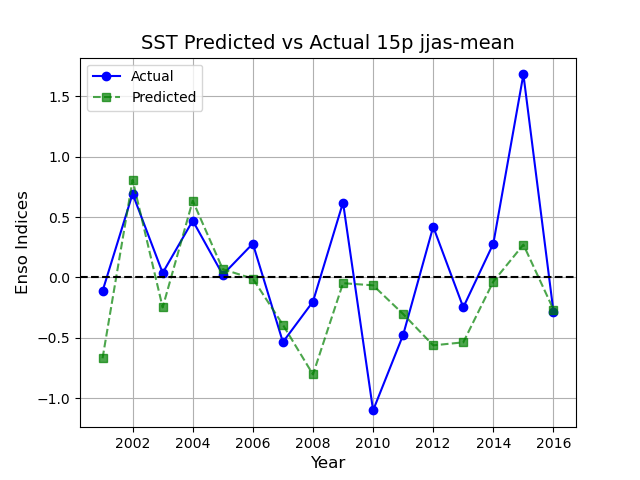 SST Predicted vs Actual 15p jjas-mean
Actual
Predicted
Enso Indices
1.5
1.0
0.5
0.0
−0.5
−1.0
2002 2004 2006 2008 2010 2012 2014 2016
Year